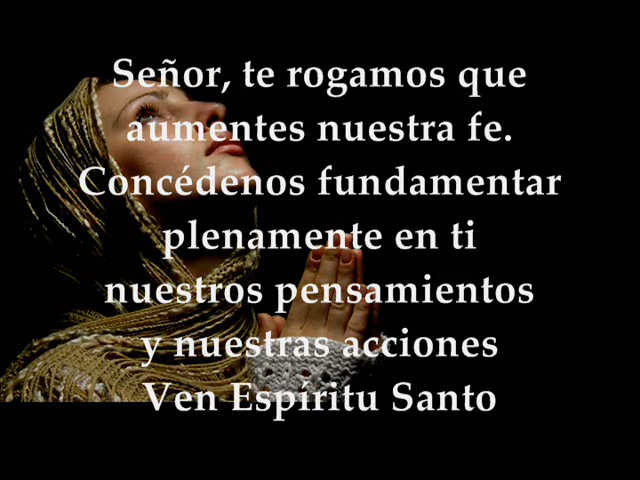 Señor, te rogamos que
aumentes nuestra fe.
Concédenos fundamentar
plenamente en ti
nuestros pensamientos
y nuestras acciones
Ven Espíritu Santo